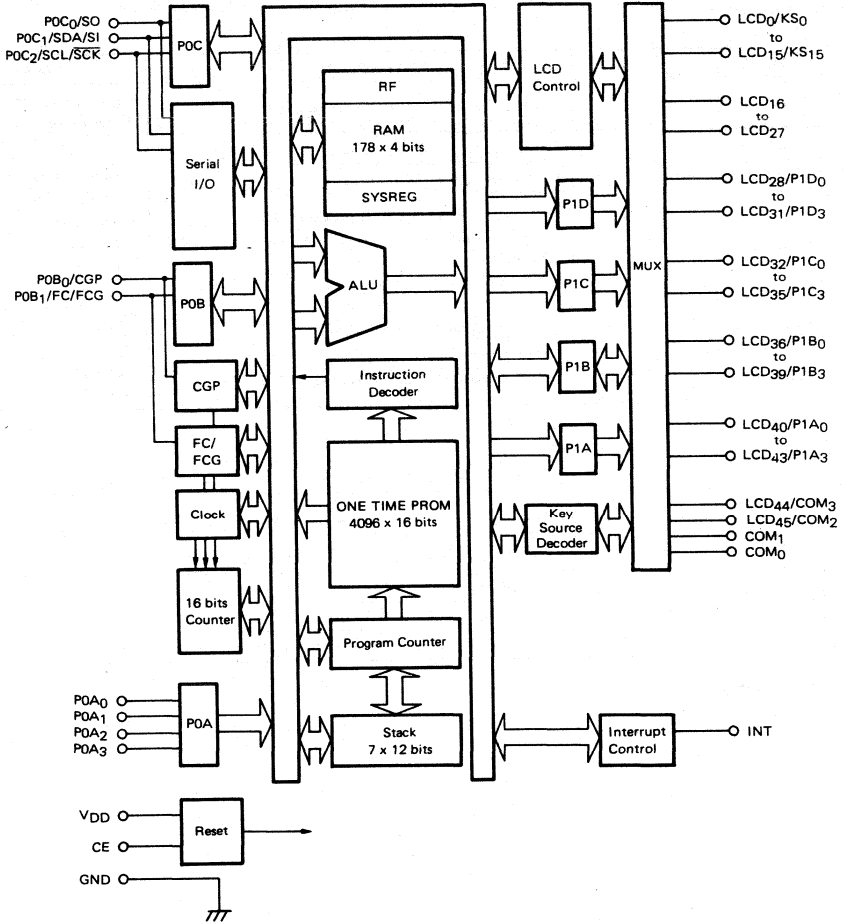 P0C0/SO
P0C1/SDA/SI
P0C2/SCL/SCK
P0C
Serial
I/O
P0B0/CGP
P0B1/FC/FCG
P0B
CGP
FC/
FCG
Clock
16 bits
Counter
P0A0
P0A1
P0A2
P0A3
P0A
VDD
CE
GND
Reset
RF
RAM
178 x 4 bits
SYSREG
ALU
Instruction
Decoder
ONE TIME PROM
4096 x 16 bits
Program Counter
Stack
7 x 12 bits
LCD
Control
P1D
P1C
P1B
P1A
Key
Source
Decoder
MUX
Interrupt
Control
LCD0/KS0
to
LCD15/KS15
LCD16
to
LCD27
LCD28/P1D0
to
LCD31/P1D3
LCD32/P1C0
to
LCD35/P1C3
LCD36/P1B0
to
LCD39/P1B3
LCD40/P1A0
to
LCD43/P1A3
LCD44/COM3
LCD45/COM2
COM1
COM0
INT